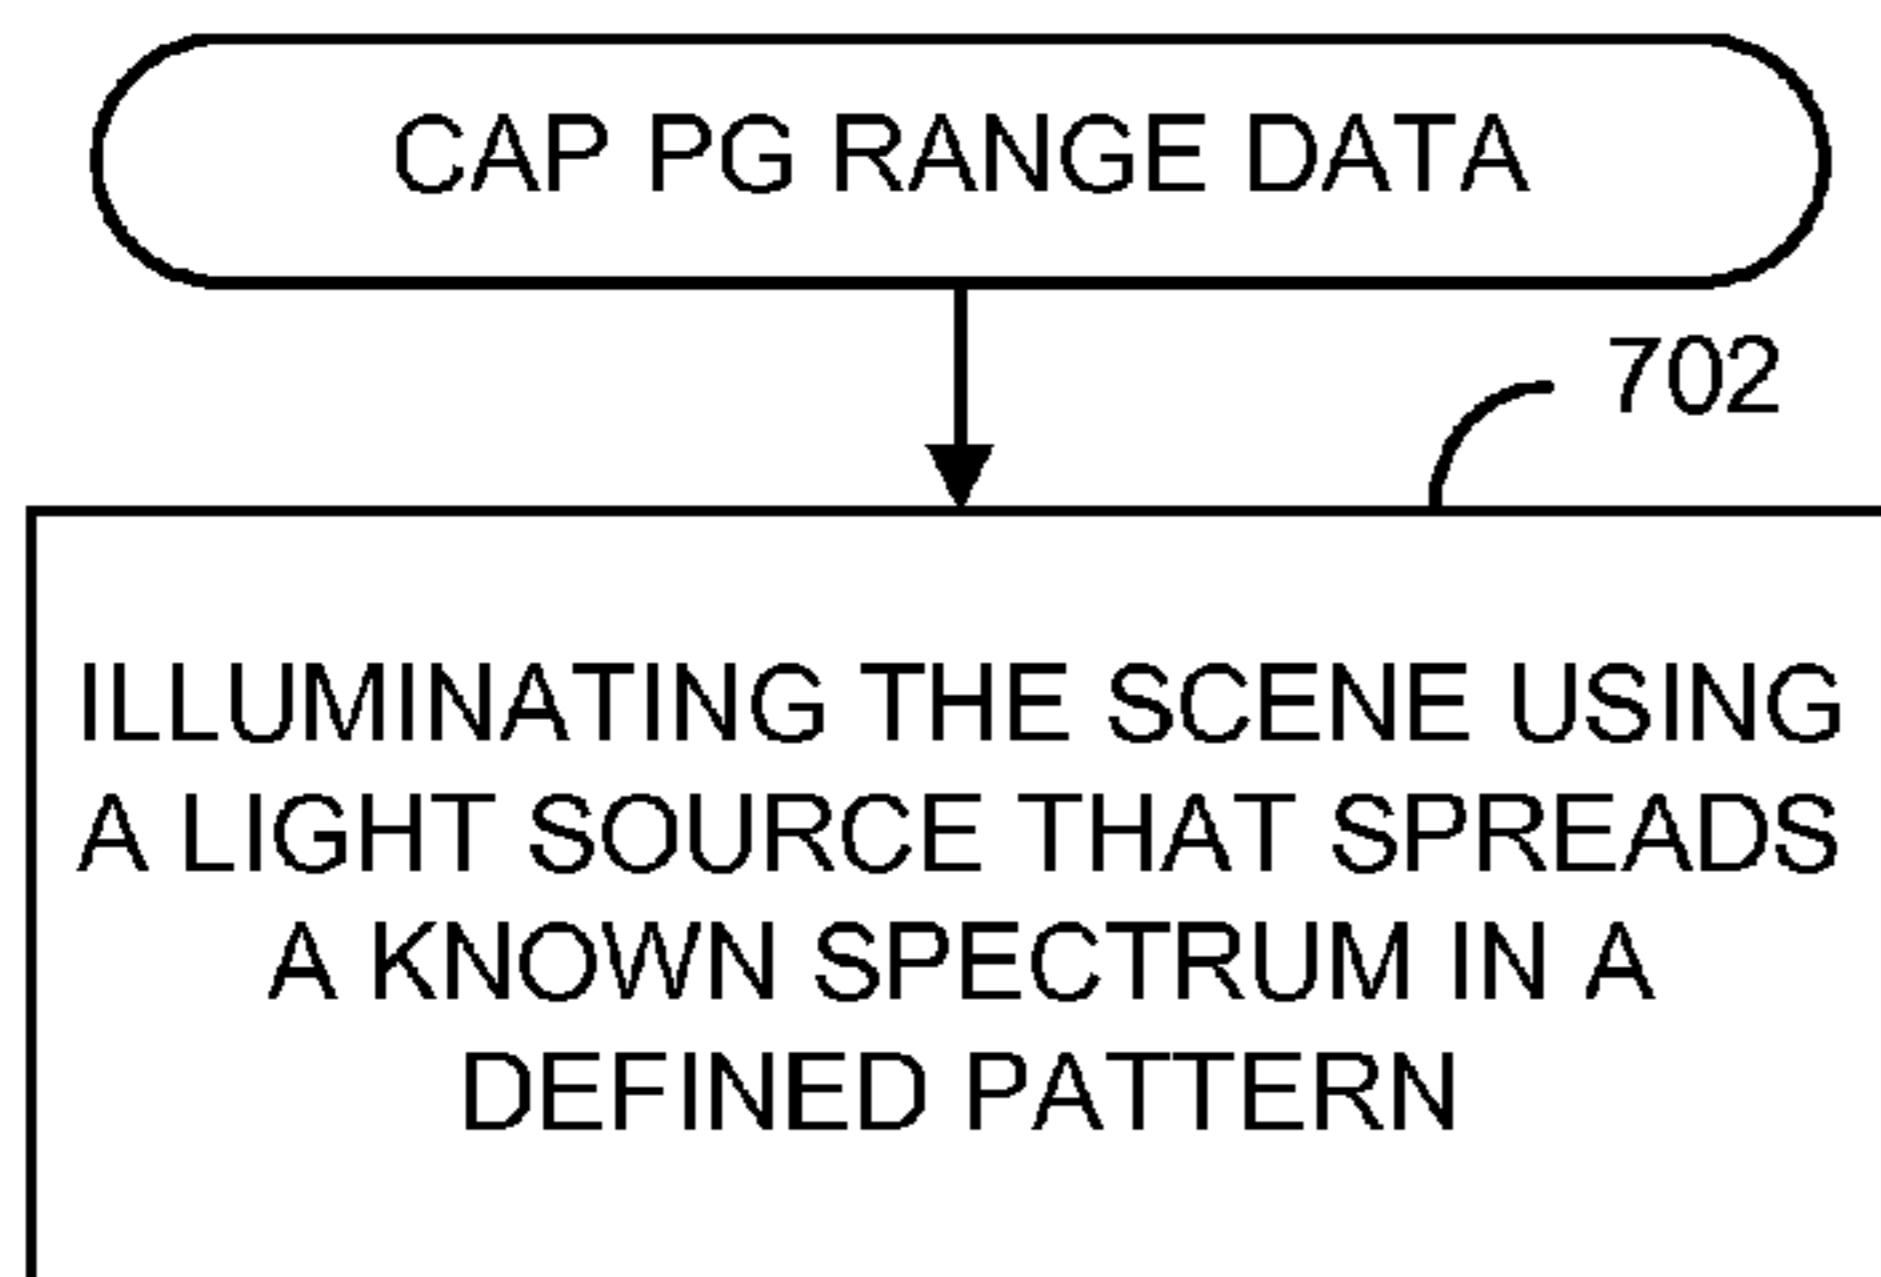 CAP PG RANGE DATA
702
ILLUMINATING THE SCENE USING
A LIGHT SOURCE THAT SPREADS
A KNOWN SPECTRUM IN A
DEFINED PATTERN